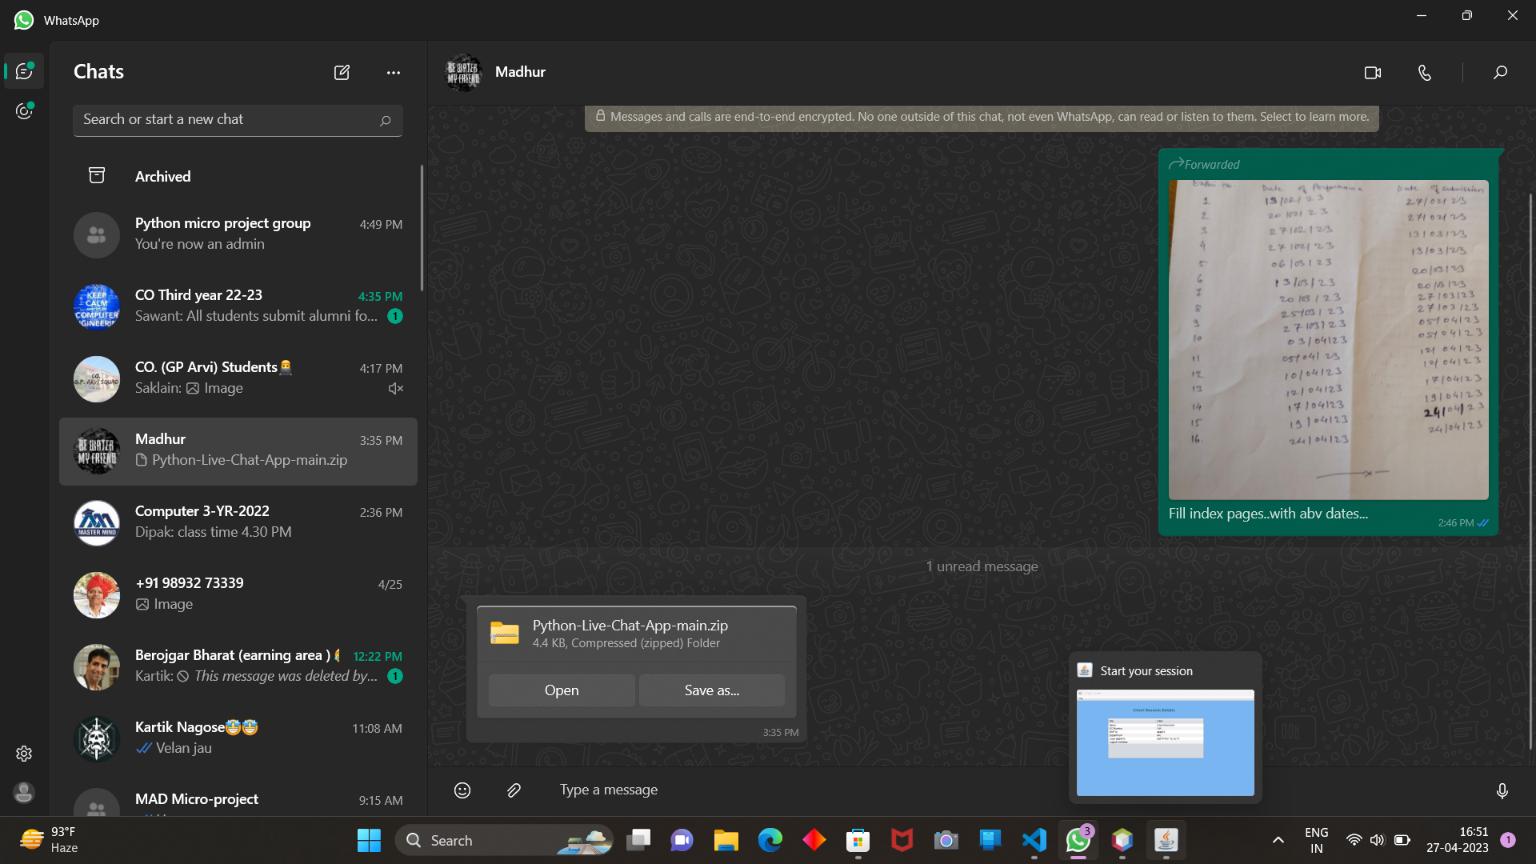 WhatsApp
Chats
Search or start a new chat
Archived
Python micro project group
4:49 PM
You're now an admin
CO Third year 22-23
4:35 PM
Sawant: All students submit alumni fo...
1
CO. (GP Arvi) Students
4:17 PM
Saklain: Image
Madhur
3:35 PM
Python-Live-Chat-App-main.zip
Computer 3-YR-2022
2:36 PM
Dipak: class time 4.30 PM
+91 98932 73339
4/25
Image
Berojgar Bharat (earning area )
12:22 PM
Kartik: This message was deleted by...
1
Kartik Nagose
11:08 AM
Velan jau
MAD Micro-project
9:15 AM
Madhur
Messages and calls are end-to-end encrypted. No one outside of this chat, not even WhatsApp, can read or listen to them. Select to learn more.
Forwarded
Date of Date of submission
1 13/02/23 27/02/23
2 20/02/23 27/02/23
3 27/02/23 13/03/23
4 27/02/23 13/03/23
5 06/03/23 20/03/23
6 13/03/23 20/03/23
7 20/03/23 27/03/23
8 25/03/23 27/03/23
9 27/03/23 05/04/23
10 03/04/23 05/04/23
11 05/04/23 12/04/23
12 10/04/23 12/04/23
13 12/04/23 17/04/23
14 17/04/23 19/04/23
15 19/04/23 24/04/23
16. 24/04/23 24/04/23
Fill index pages..with abv dates...
2:46 PM
1 unread message
Python-Live-Chat-App-main.zip
4.4 KB, Compressed (zipped) Folder
Open
Save as...
3:35 PM
Start your session
Type a message
93°F
Haze
Search
3
ENG
IN
16:51
27-04-2023
1